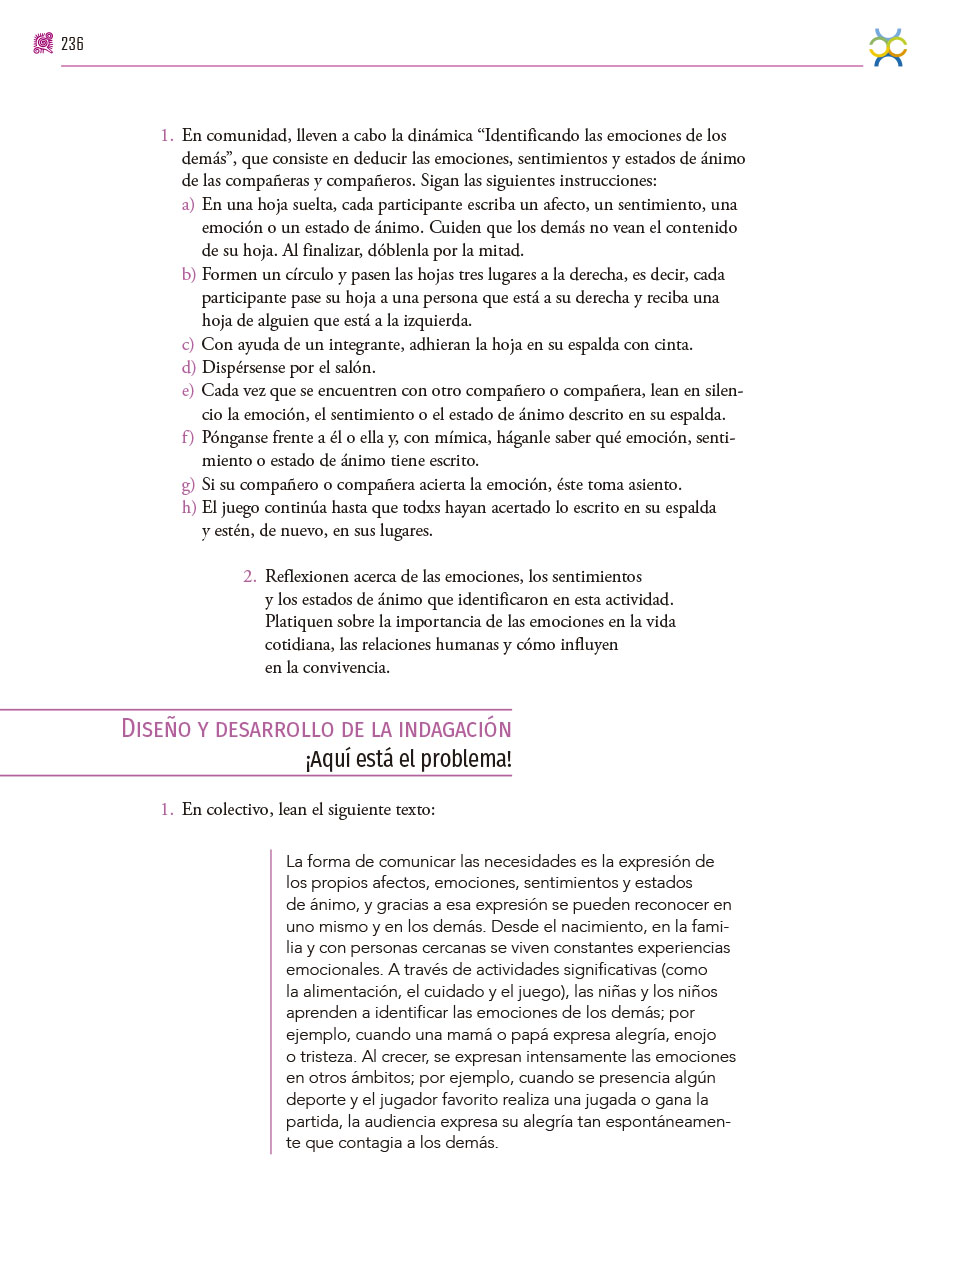 236
1. En comunidad, lleven a cabo la dinámica “Identificando las emociones de los
demás”, que consiste en deducir las emociones, sentimientos y estados de ánimo
de las compañeras y compañeros. Sigan las siguientes instrucciones:
a) En una hoja suelta, cada participante escriba un afecto, un sentimiento, una
emoción o un estado de ánimo. Cuiden que los demás no vean el contenido
de su hoja. Al finalizar, dóblenla por la mitad.
b) Formen un círculo y pasen las hojas tres lugares a la derecha, es decir, cada
participante pase su hoja a una persona que está a su derecha y reciba una
hoja de alguien que está a la izquierda.
c) Con ayuda de un integrante, adhieran la hoja en su espalda con cinta.
d) Dispérsense por el salón.
e) Cada vez que se encuentren con otro compañero o compañera, lean en silen-
cio la emoción, el sentimiento o el estado de ánimo descrito en su espalda.
f) Pónganse frente a él o ella y, con mímica, háganle saber qué emoción, senti-
miento o estado de ánimo tiene escrito.
g) Si su compañero o compañera acierta la emoción, éste toma asiento.
h) El juego continúa hasta que todxs hayan acertado lo escrito en su espalda
y estén, de nuevo, en sus lugares.
2. Reflexionen acerca de las emociones, los sentimientos
y los estados de ánimo que identificaron en esta actividad.
Platiquen sobre la importancia de las emociones en la vida
cotidiana, las relaciones humanas y cómo influyen
en la convivencia.
Diseño y desarrollo de la indagación
¡Aquí está el problema!
1. En colectivo, lean el siguiente texto:
La forma de comunicar las necesidades es la expresión de
los propios afectos, emociones, sentimientos y estados
de ánimo, y gracias a esa expresión se pueden reconocer en
uno mismo y en los demás. Desde el nacimiento, en la fami-
lia y con personas cercanas se viven constantes experiencias
emocionales. A través de actividades significativas (como
la alimentación, el cuidado y el juego), las niñas y los niños
aprenden a identificar las emociones de los demás; por
ejemplo, cuando una mamá o papá expresa alegría, enojo
o tristeza. Al crecer, se expresan intensamente las emociones
en otros ámbitos; por ejemplo, cuando se presencia algún
deporte y el jugador favorito realiza una jugada o gana la
partida, la audiencia expresa su alegría tan espontáneamen-
te que contagia a los demás.